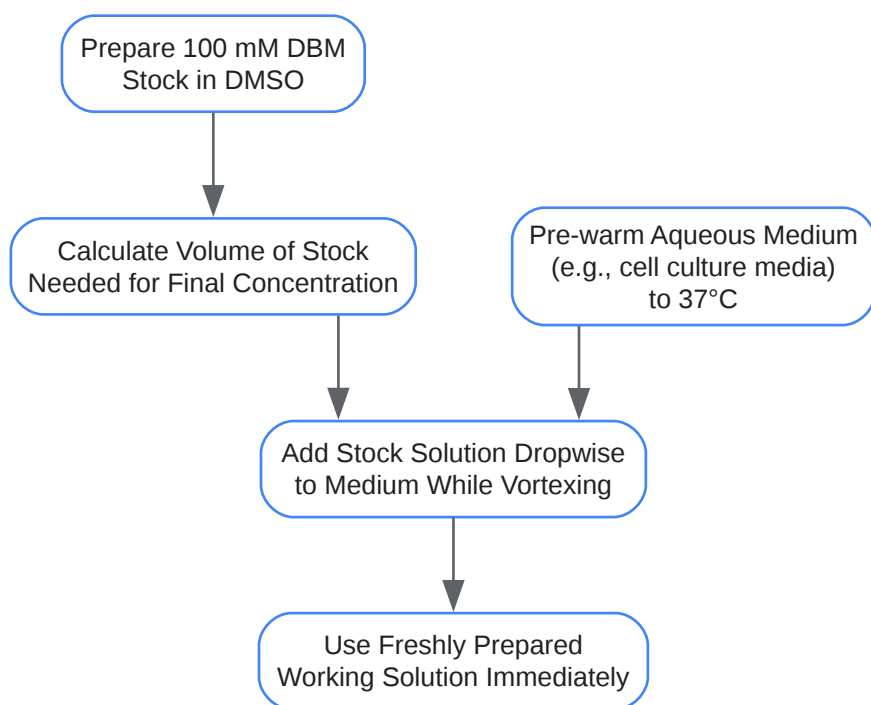 Prepare 100 mM DBM
Stock in DMSO
Calculate Volume of Stock
Needed for Final Concentration
Pre-warm Aqueous Medium
(e.g., cell culture media)
to 37°C
Add Stock Solution Dropwise
to Medium While Vortexing
Use Freshly Prepared
Working Solution Immediately